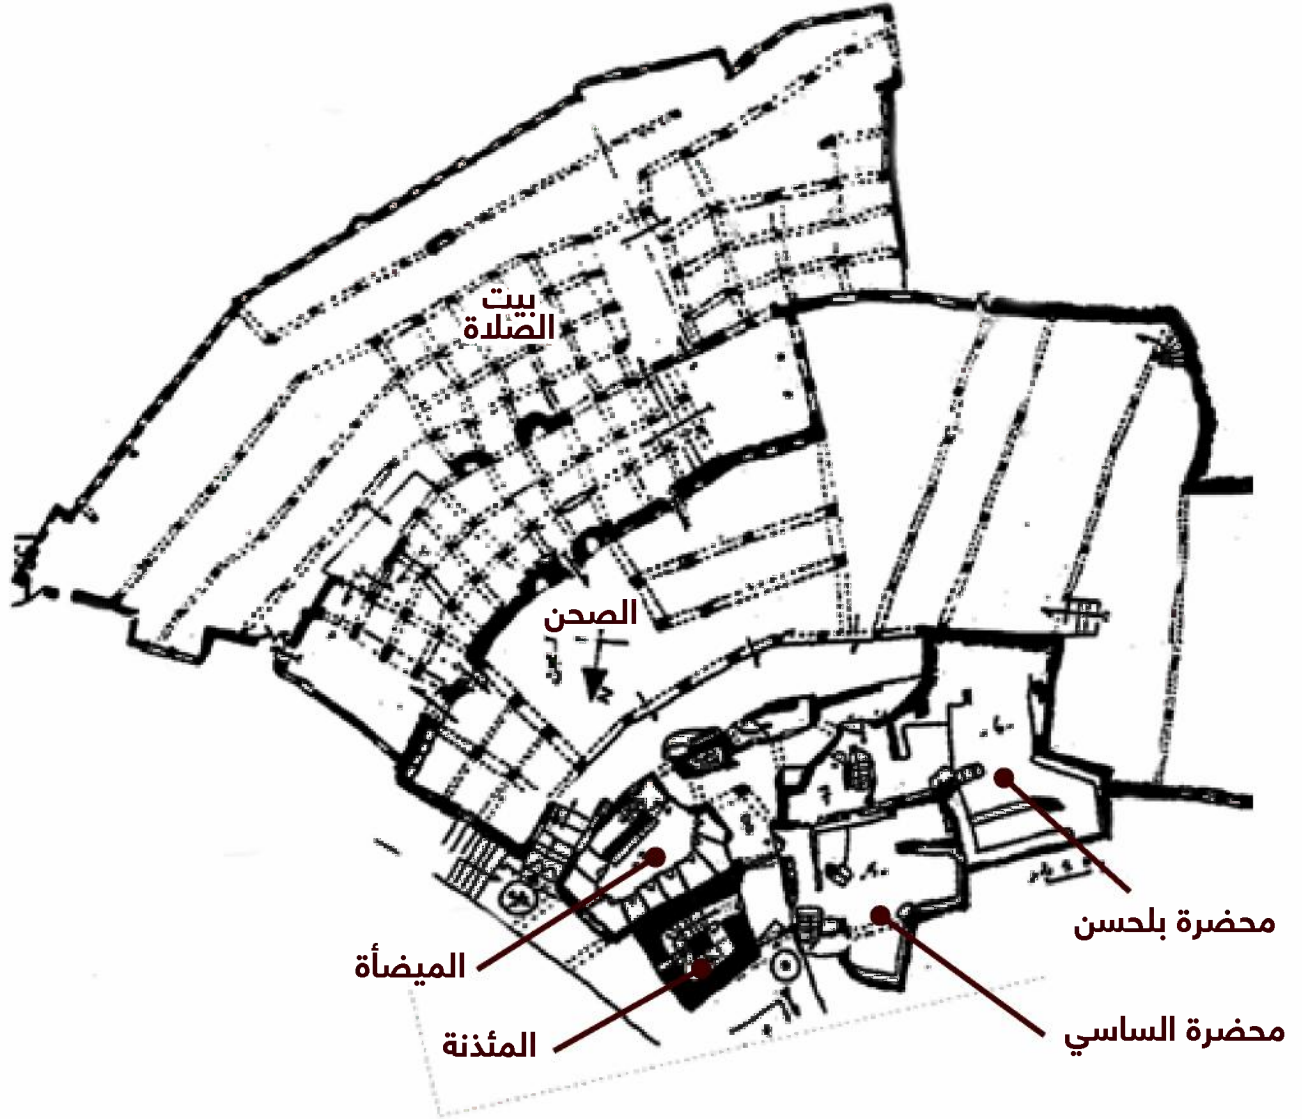 بيت
الصلاة
الصحن
محضرة بلحسن
الميضأة
محضرة الساسي
المئذنة